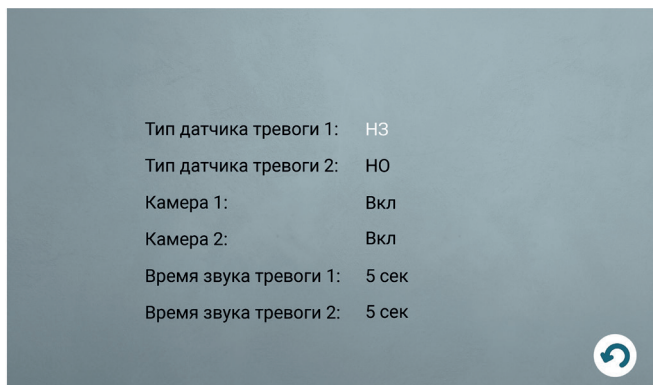 Тип датчика тревоги 1: НЗ
Тип датчика тревоги 2: НО
Камера 1: Вкл
Камера 2: Вкл
Время звука тревоги 1: 5 сек
Время звука тревоги 2: 5 сек